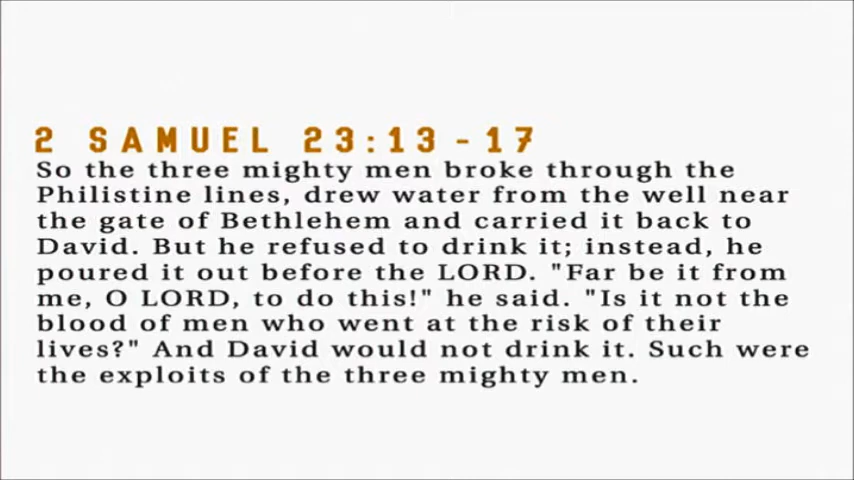 2 SAMUEL 23:13-17
So the three mighty men broke through the
Philistine lines, drew water from the well near
the gate of Bethlehem and carried it back to
David. But he refused to drink it; instead, he
poured it out before the LORD. "Far be it from
me, O LORD, to do this!" he said. "Is it not the
blood of men who went at the risk of their
lives?" And David would not drink it. Such were
the exploits of the three mighty men.